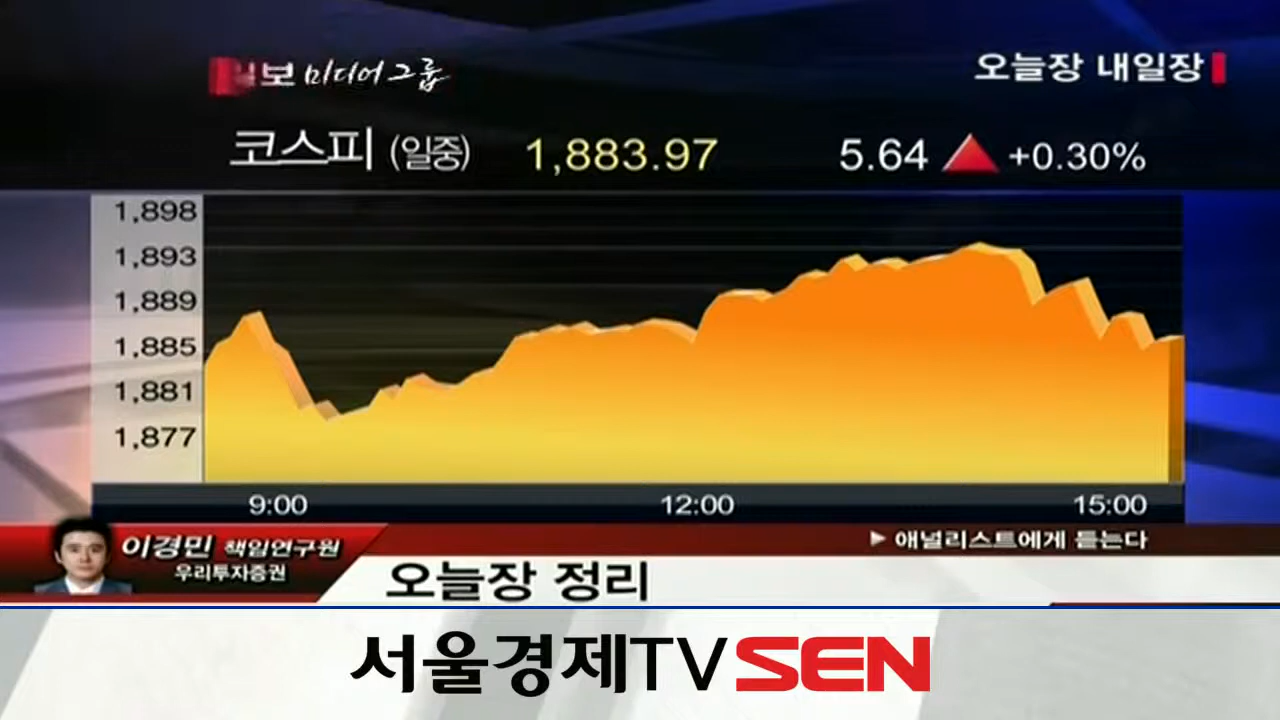 보 미디어그룹
오늘장 내일장
코스피 (일중) 1,883.97 5.64 ▲ +0.30%
1,898
1,893
1,889
1,885
1,881
1,877
9:00 12:00 15:00
이경민 책임연구원
우리투자증권
▶ 애널리스트에게 듣는다
오늘장 정리
서울경제TV SEN